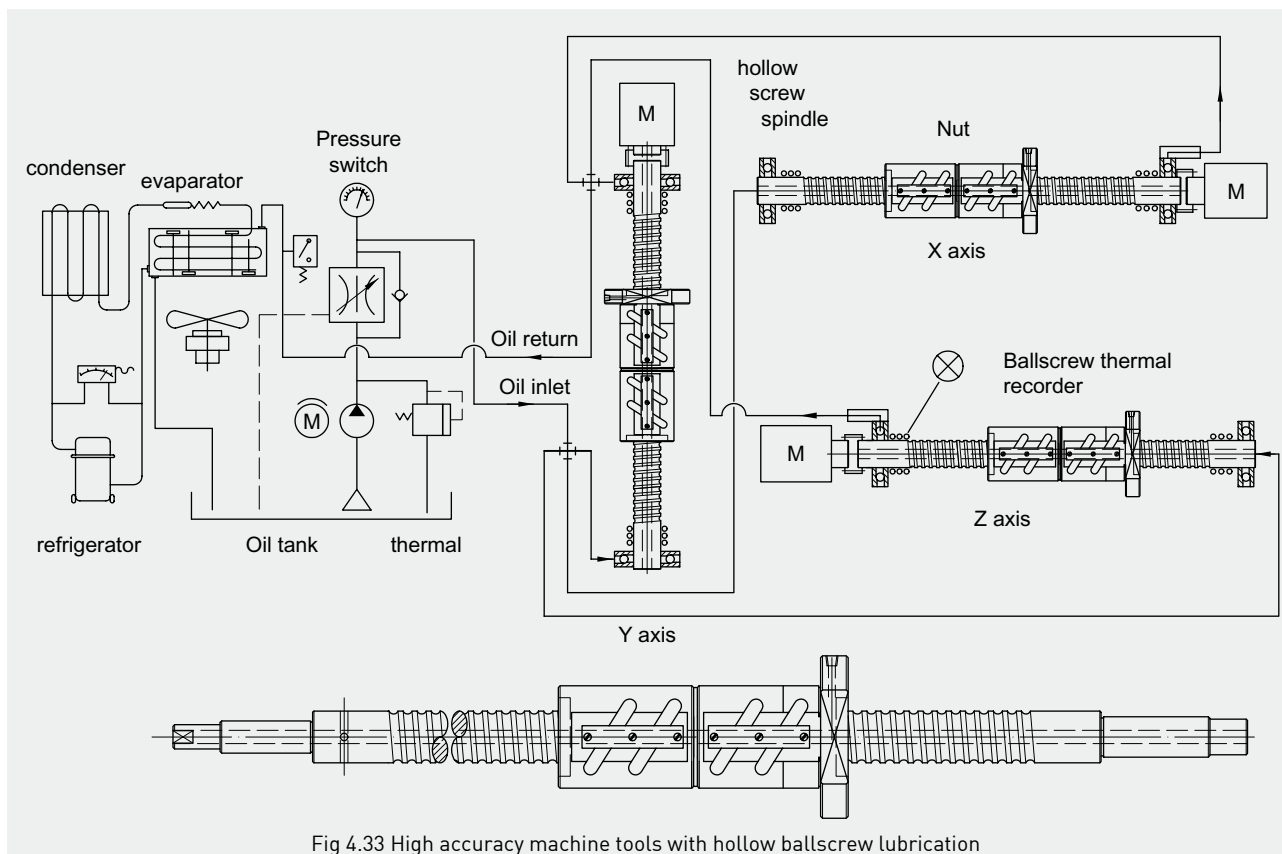 hollow
screw
spindle
M
Nut
Pressure
switch
condenser
evaparator
M
X axis
Oil return
Ballscrew thermal
recorder
Oil inlet
M
M
Z axis
refrigerator
Oil tank
thermal
Y axis
Fig 4.33 High accuracy machine tools with hollow ballscrew lubrication